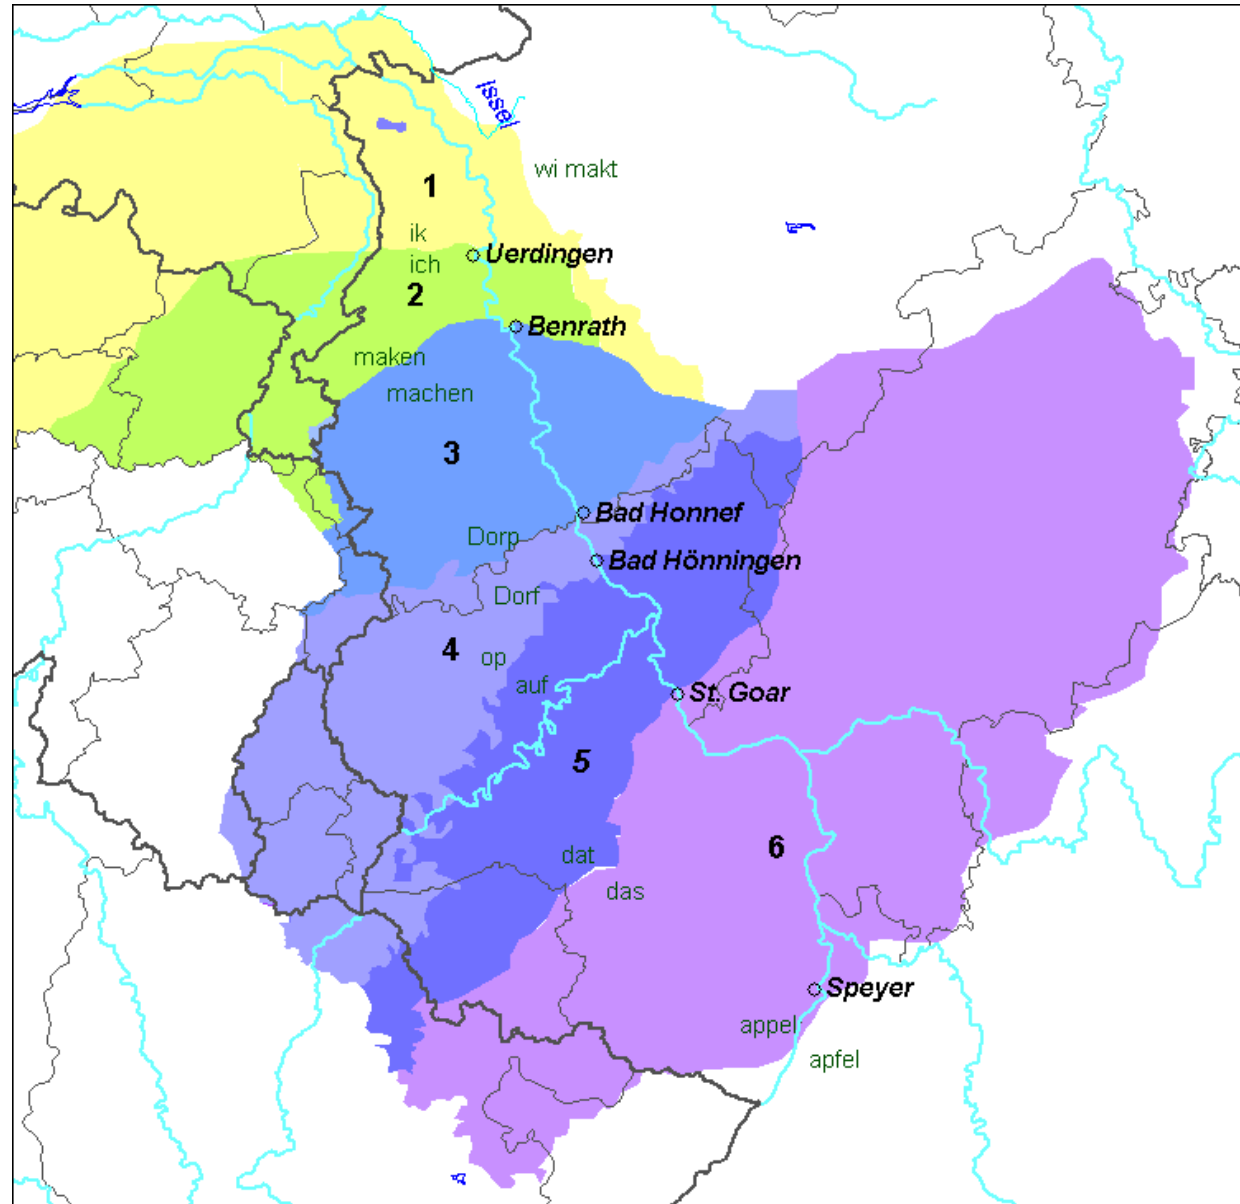 Issel
wi makt
1
ik
Uerdingen
ich
2
Benrath
maken
machen
3
Bad Honnef
Dorp
Bad Hönningen
Dorf
4
op
auf
St. Goar
5
6
dat
das
Speyer
appel
apfel